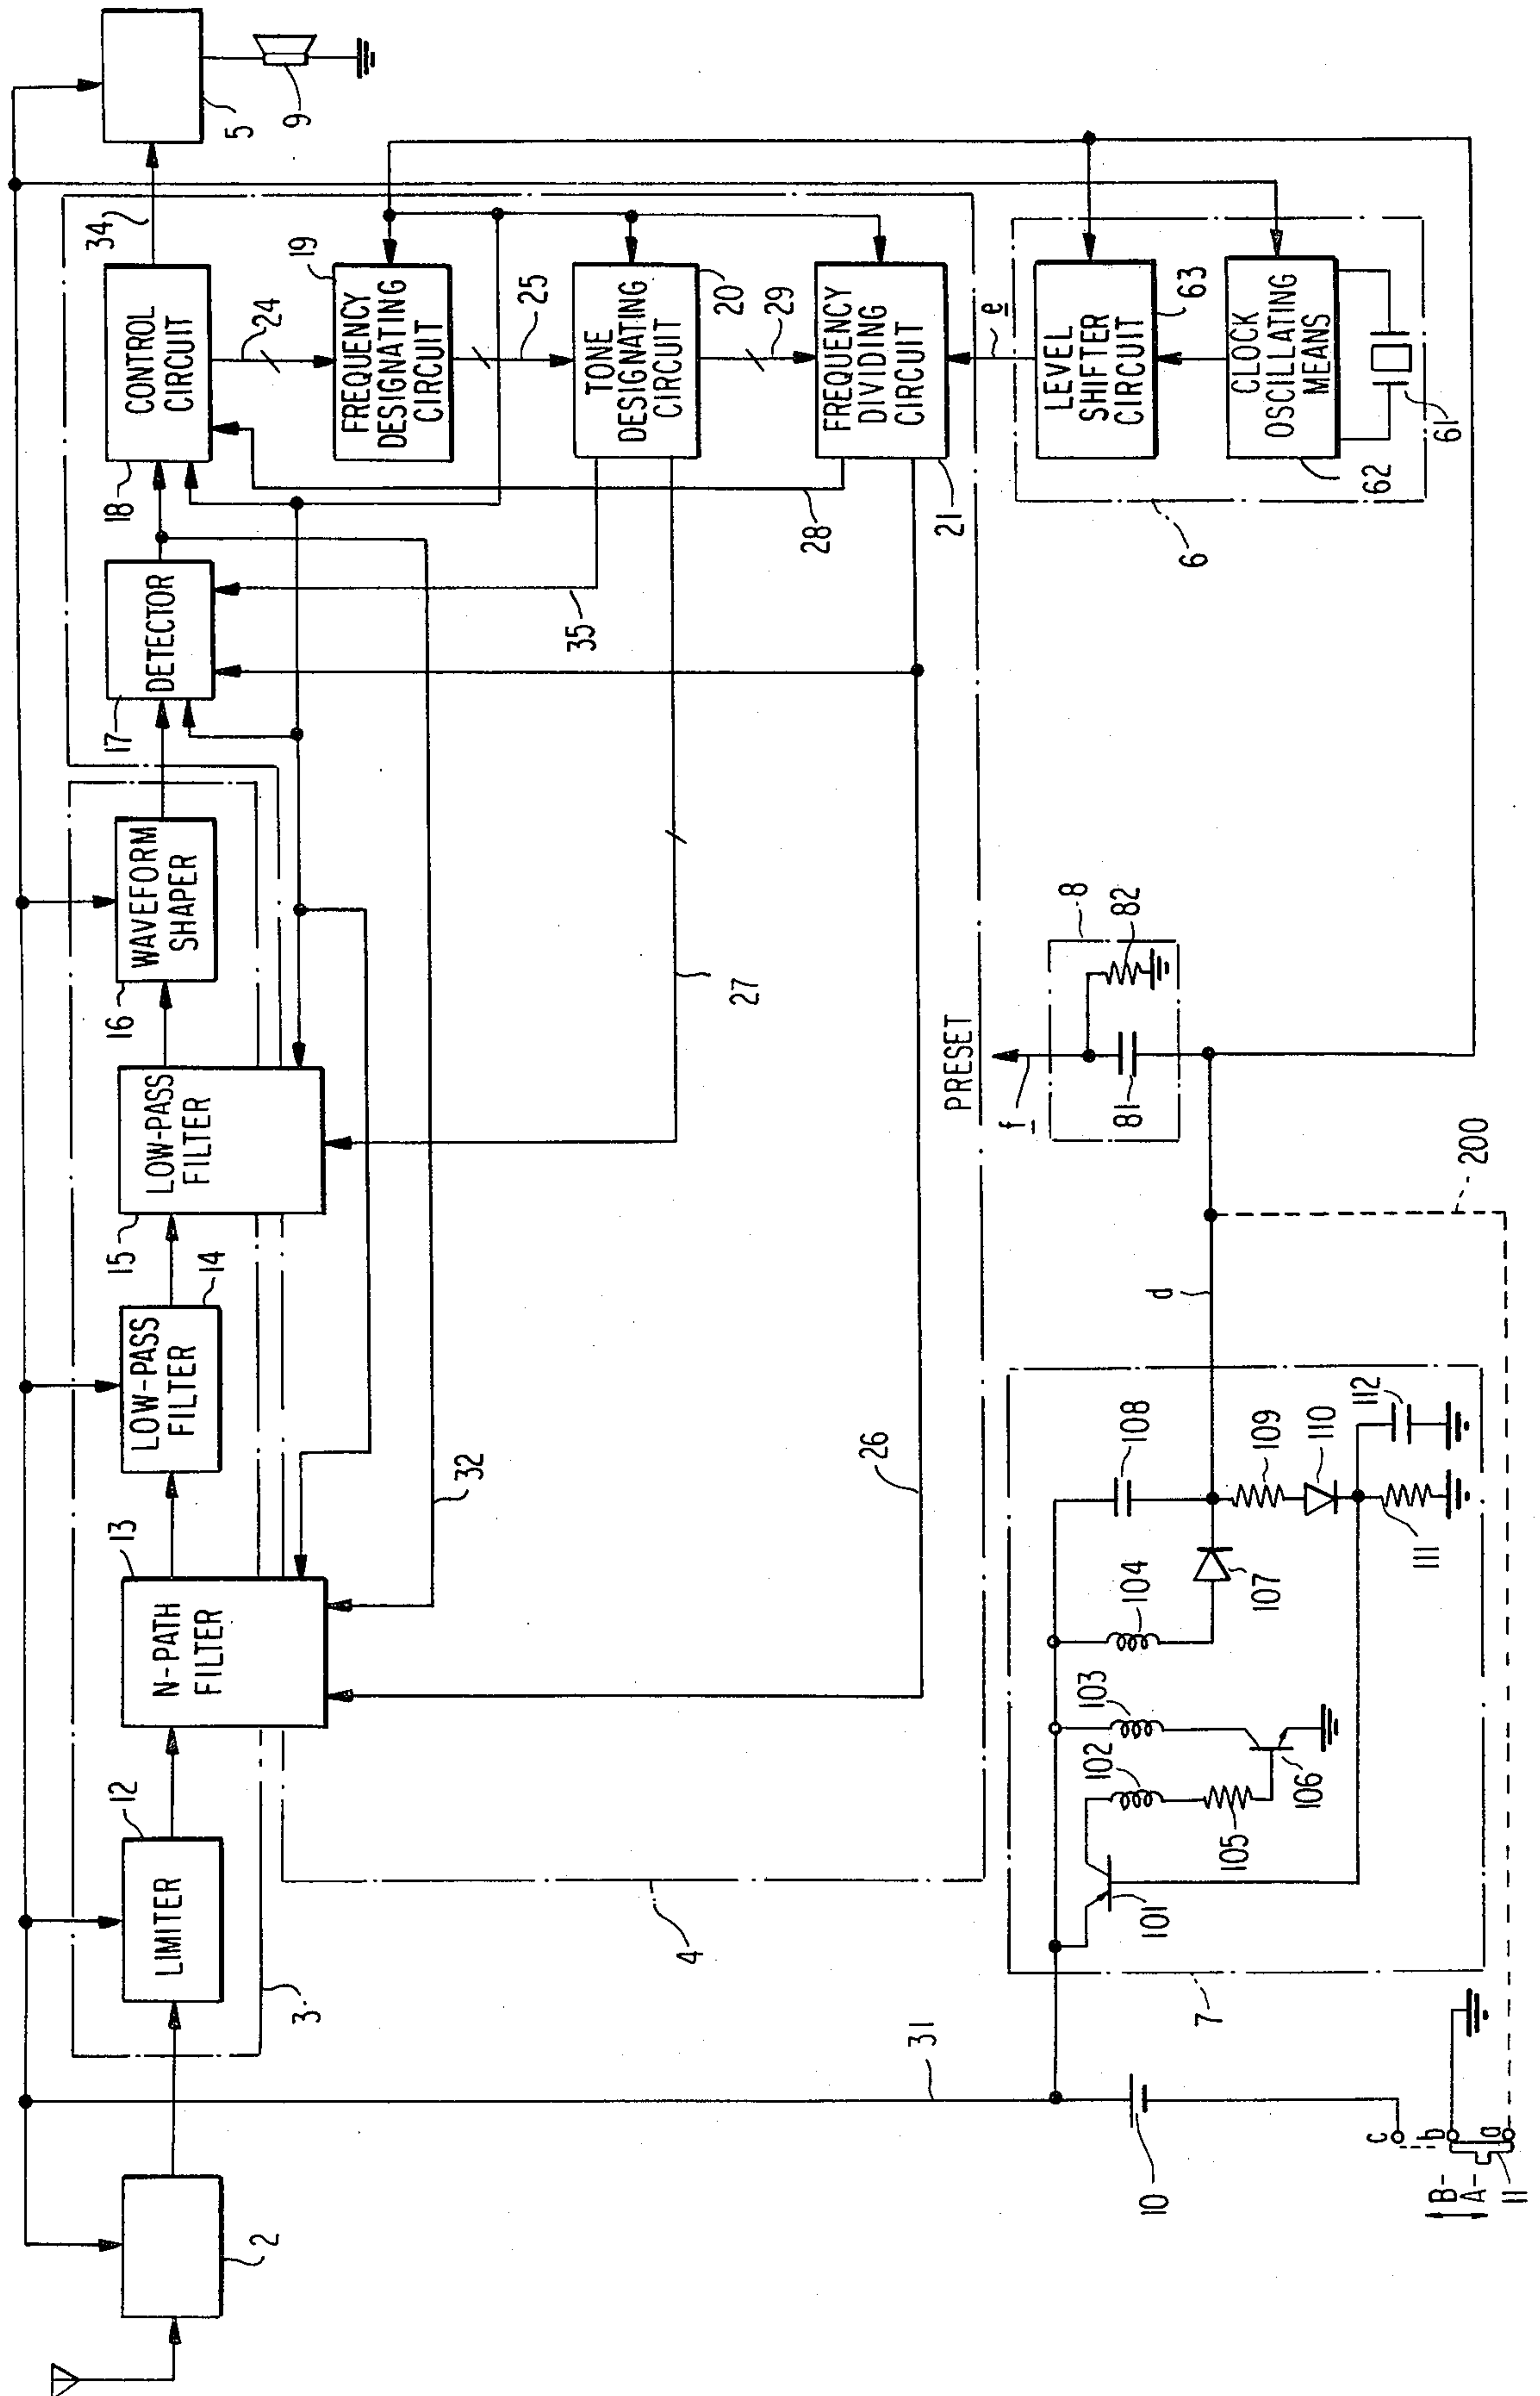 2
5
9
34
3
12
LIMITER
13
N-PATH
FILTER
14
LOW-PASS
FILTER
15
LOW-PASS
FILTER
16
WAVEFORM
SHAPER
17
DETECTOR
18
CONTROL
CIRCUIT
24
19
FREQUENCY
DESIGNATING
CIRCUIT
25
TONE
DESIGNATING
CIRCUIT
20
29
FREQUENCY
DIVIDING
CIRCUIT
21
28
35
32
27
26
4
e
LEVEL
SHIFTER
CIRCUIT
63
CLOCK
OSCILLATING
MEANS
62
61
6
31
10
c
b
a
B
A
11
7
101
102
103
104
105
106
107
108
109
110
111
112
d
200
PRESET
f
8
81
82